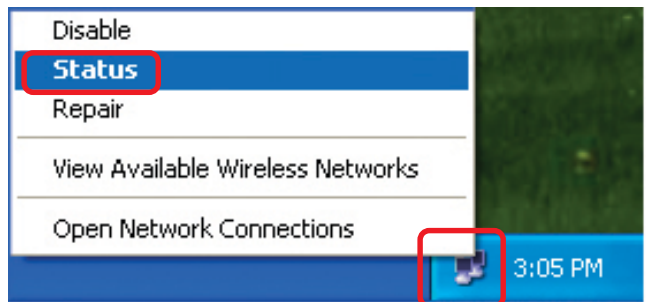 Disable
Status
Repair
View Available Wireless Networks
Open Network Connections
3:05 PM